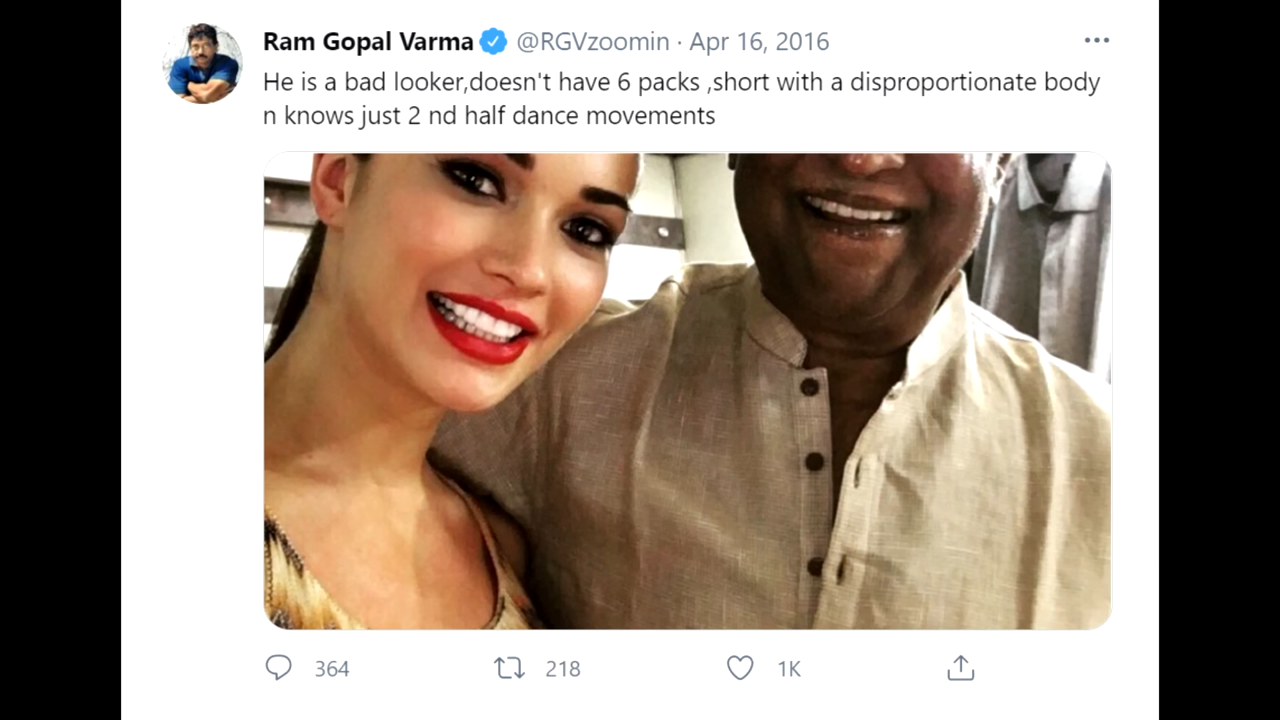 Ram Gopal Varma @RGVzoomin · Apr 16, 2016
He is a bad looker,doesn't have 6 packs ,short with a disproportionate body
n knows just 2 nd half dance movements
364 218 1K